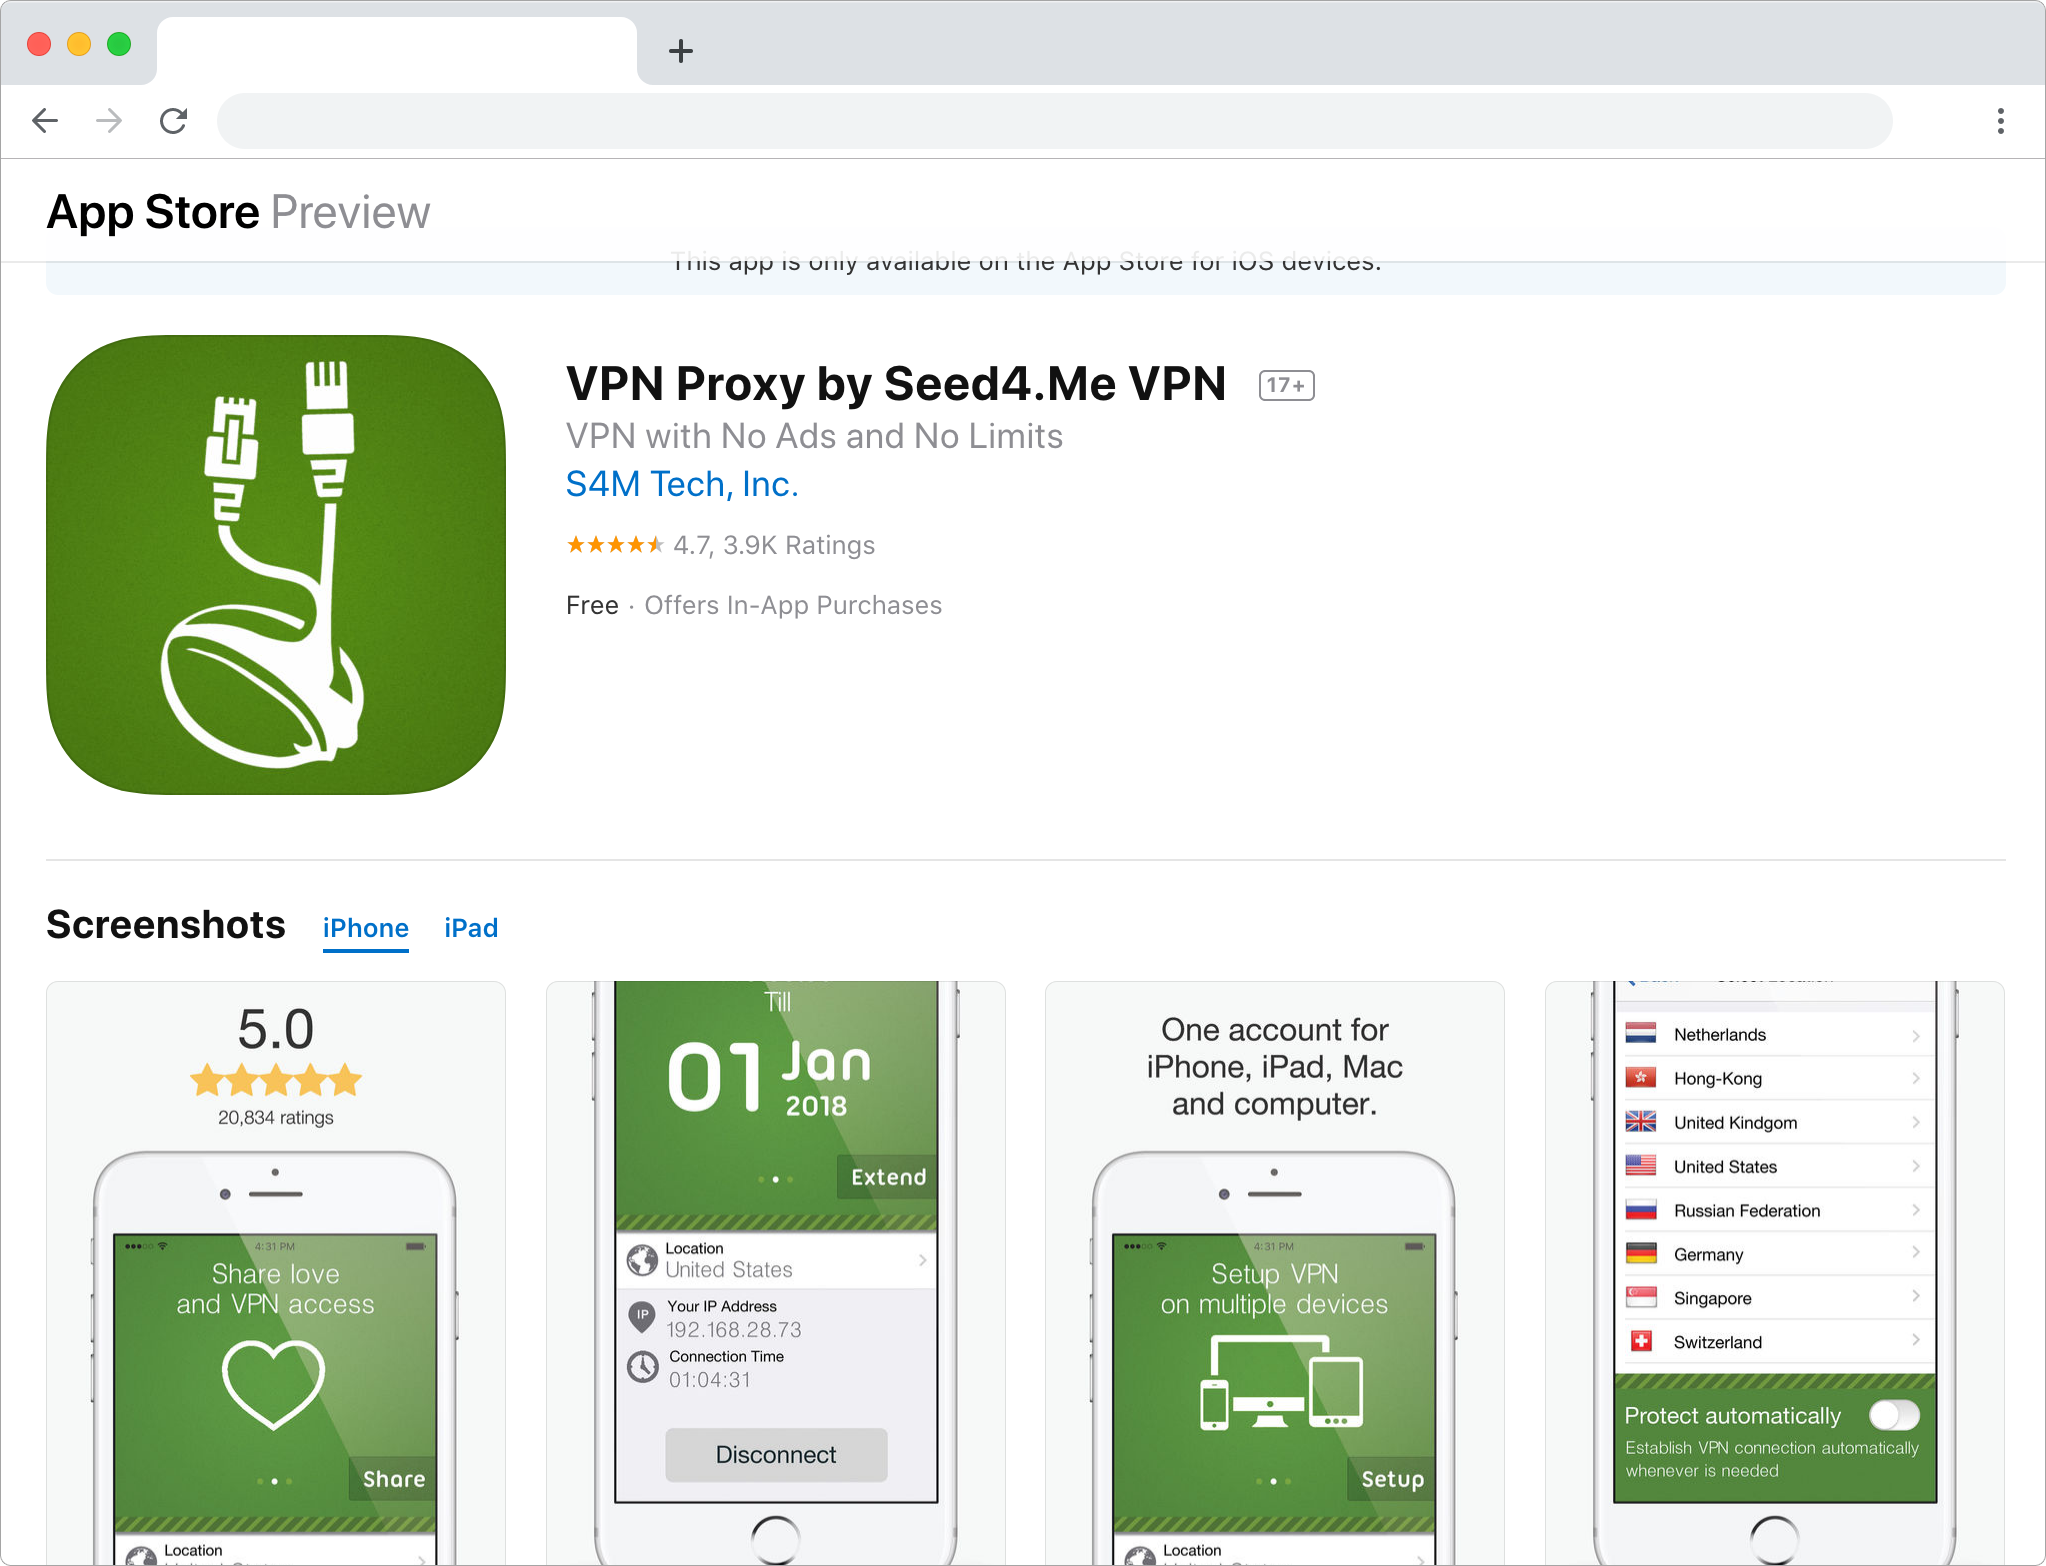 App Store Preview
This app is only available on the App Store for iOS devices.
VPN Proxy by Seed4.Me VPN 17+
VPN with No Ads and No Limits
S4M Tech, Inc.
4.7, 3.9K Ratings
Free · Offers In-App Purchases
Screenshots iPhone iPad
5.0
20,834 ratings
4:31 PM
Share love
and VPN access
Share
Location
Till
01 Jan
2018
Extend
Location
United States
IP
Your IP Address
192.168.28.73
Connection Time
01:04:31
Disconnect
One account for
iPhone, iPad, Mac
and computer.
4:31 PM
Setup VPN
on multiple devices
Setup
Location
Netherlands
Hong-Kong
United Kindgom
United States
Russian Federation
Germany
Singapore
Switzerland
Protect automatically
Establish VPN connection automatically
whenever is needed